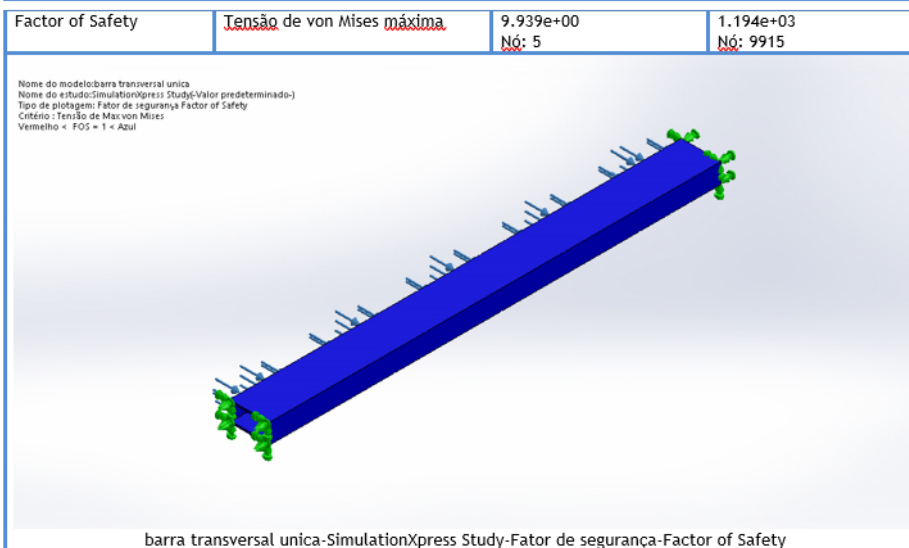 Factor of Safety
Tensão de von Mises máxima
9.939e+00
Nó: 5
1.194e+03
Nó: 9915
Nome do modelo:barra transversal unica
Nome do estudo:SimulationXpress Study(-Valor predeterminado-)
Tipo de plotagem: Fator de segurança Factor of Safety
Critério : Tensão de Max von Mises
Vermelho < FOS = 1 < Azul
barra transversal unica-SimulationXpress Study-Fator de segurança-Factor of Safety